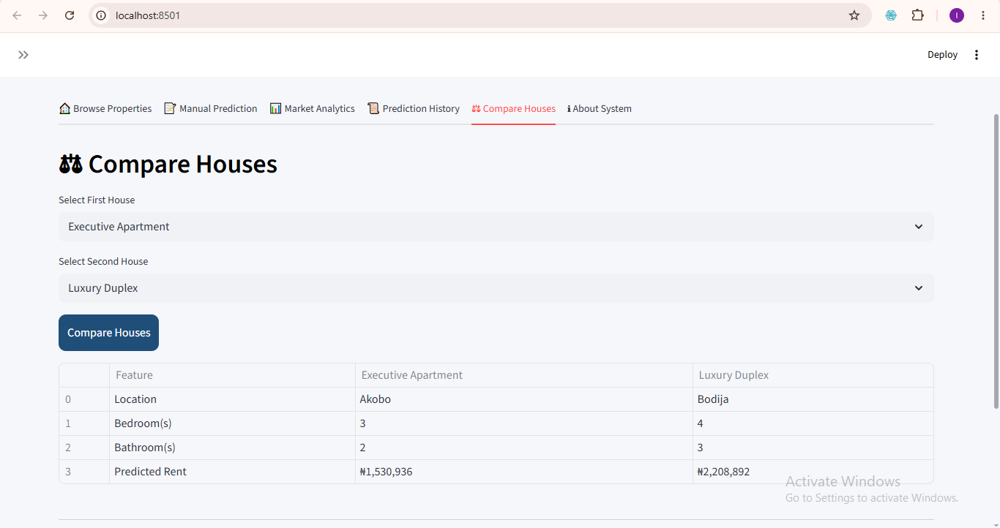 localhost:8501
I
Deploy
Browse Properties Manual Prediction Market Analytics Prediction History Compare Houses About System
Compare Houses
Select First House
Executive Apartment
Select Second House
Luxury Duplex
Compare Houses
Feature Executive Apartment Luxury Duplex
0 Location Akobo Bodija
1 Bedroom(s) 3 4
2 Bathroom(s) 2 3
3 Predicted Rent ₦1,530,936 ₦2,208,892
Activate Windows
Go to Settings to activate Windows.